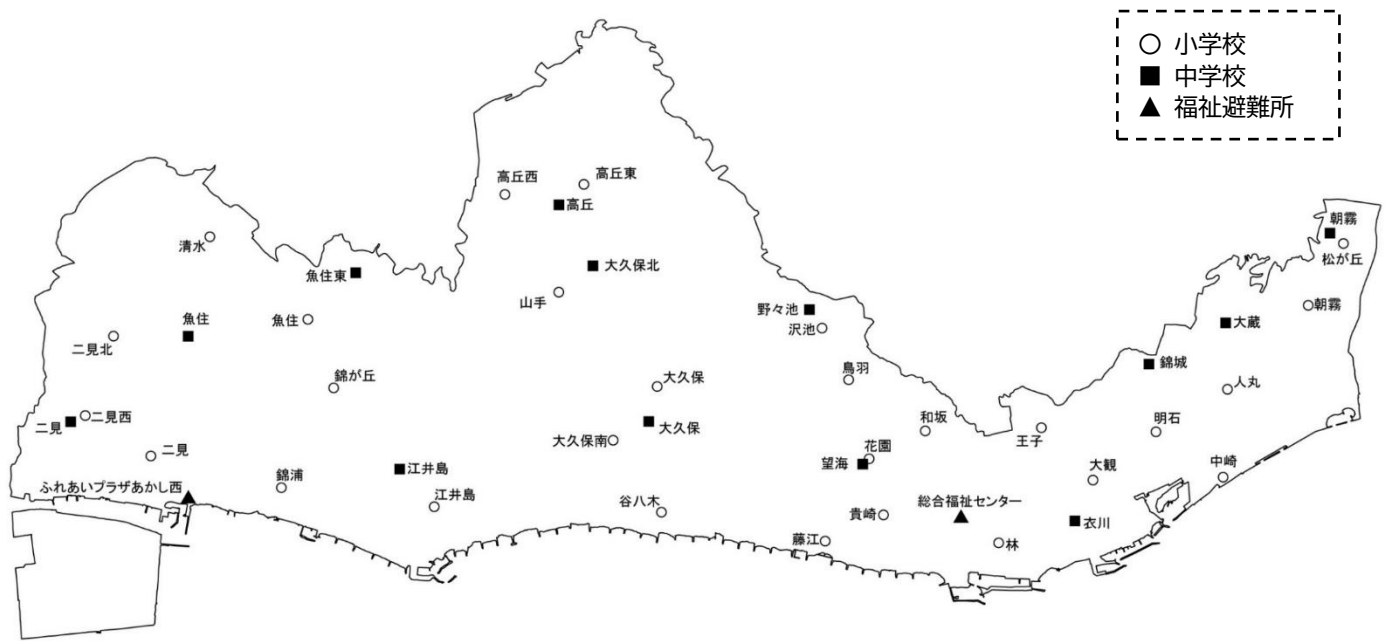 小学校
中学校
福祉避難所
高丘西
高丘東
高丘
清水
大久保北
魚住東
山手
朝霧
松が丘
魚住
魚住
野々池
沢池
朝霧
大蔵
二見北
錦が丘
大久保
鳥羽
錦城
人丸
二見西
二見
大久保
和坂
王子
明石
大久保南
花園
望海
二見
江井島
大観
中崎
ふれあいプラザあかし西
錦浦
江井島
谷八木
貴崎
総合福祉センター
衣川
藤江
林